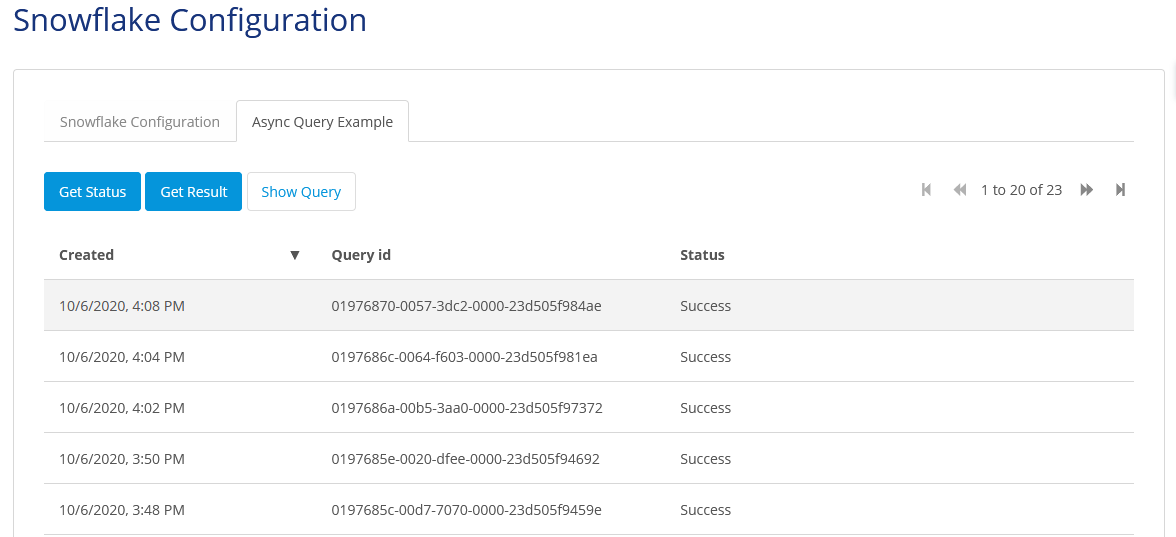 Snowflake Configuration
Snowflake Configuration Async Query Example
Get Status Get Result Show Query 1 to 20 of 23
Created ▼ Query id Status
10/6/2020, 4:08 PM 01976870-0057-3dc2-0000-23d505f984ae Success
10/6/2020, 4:04 PM 0197686c-0064-f603-0000-23d505f981ea Success
10/6/2020, 4:02 PM 0197686a-00b5-3aa0-0000-23d505f97372 Success
10/6/2020, 3:50 PM 0197685e-0020-dfee-0000-23d505f94692 Success
10/6/2020, 3:48 PM 0197685c-00d7-7070-0000-23d505f9459e Success